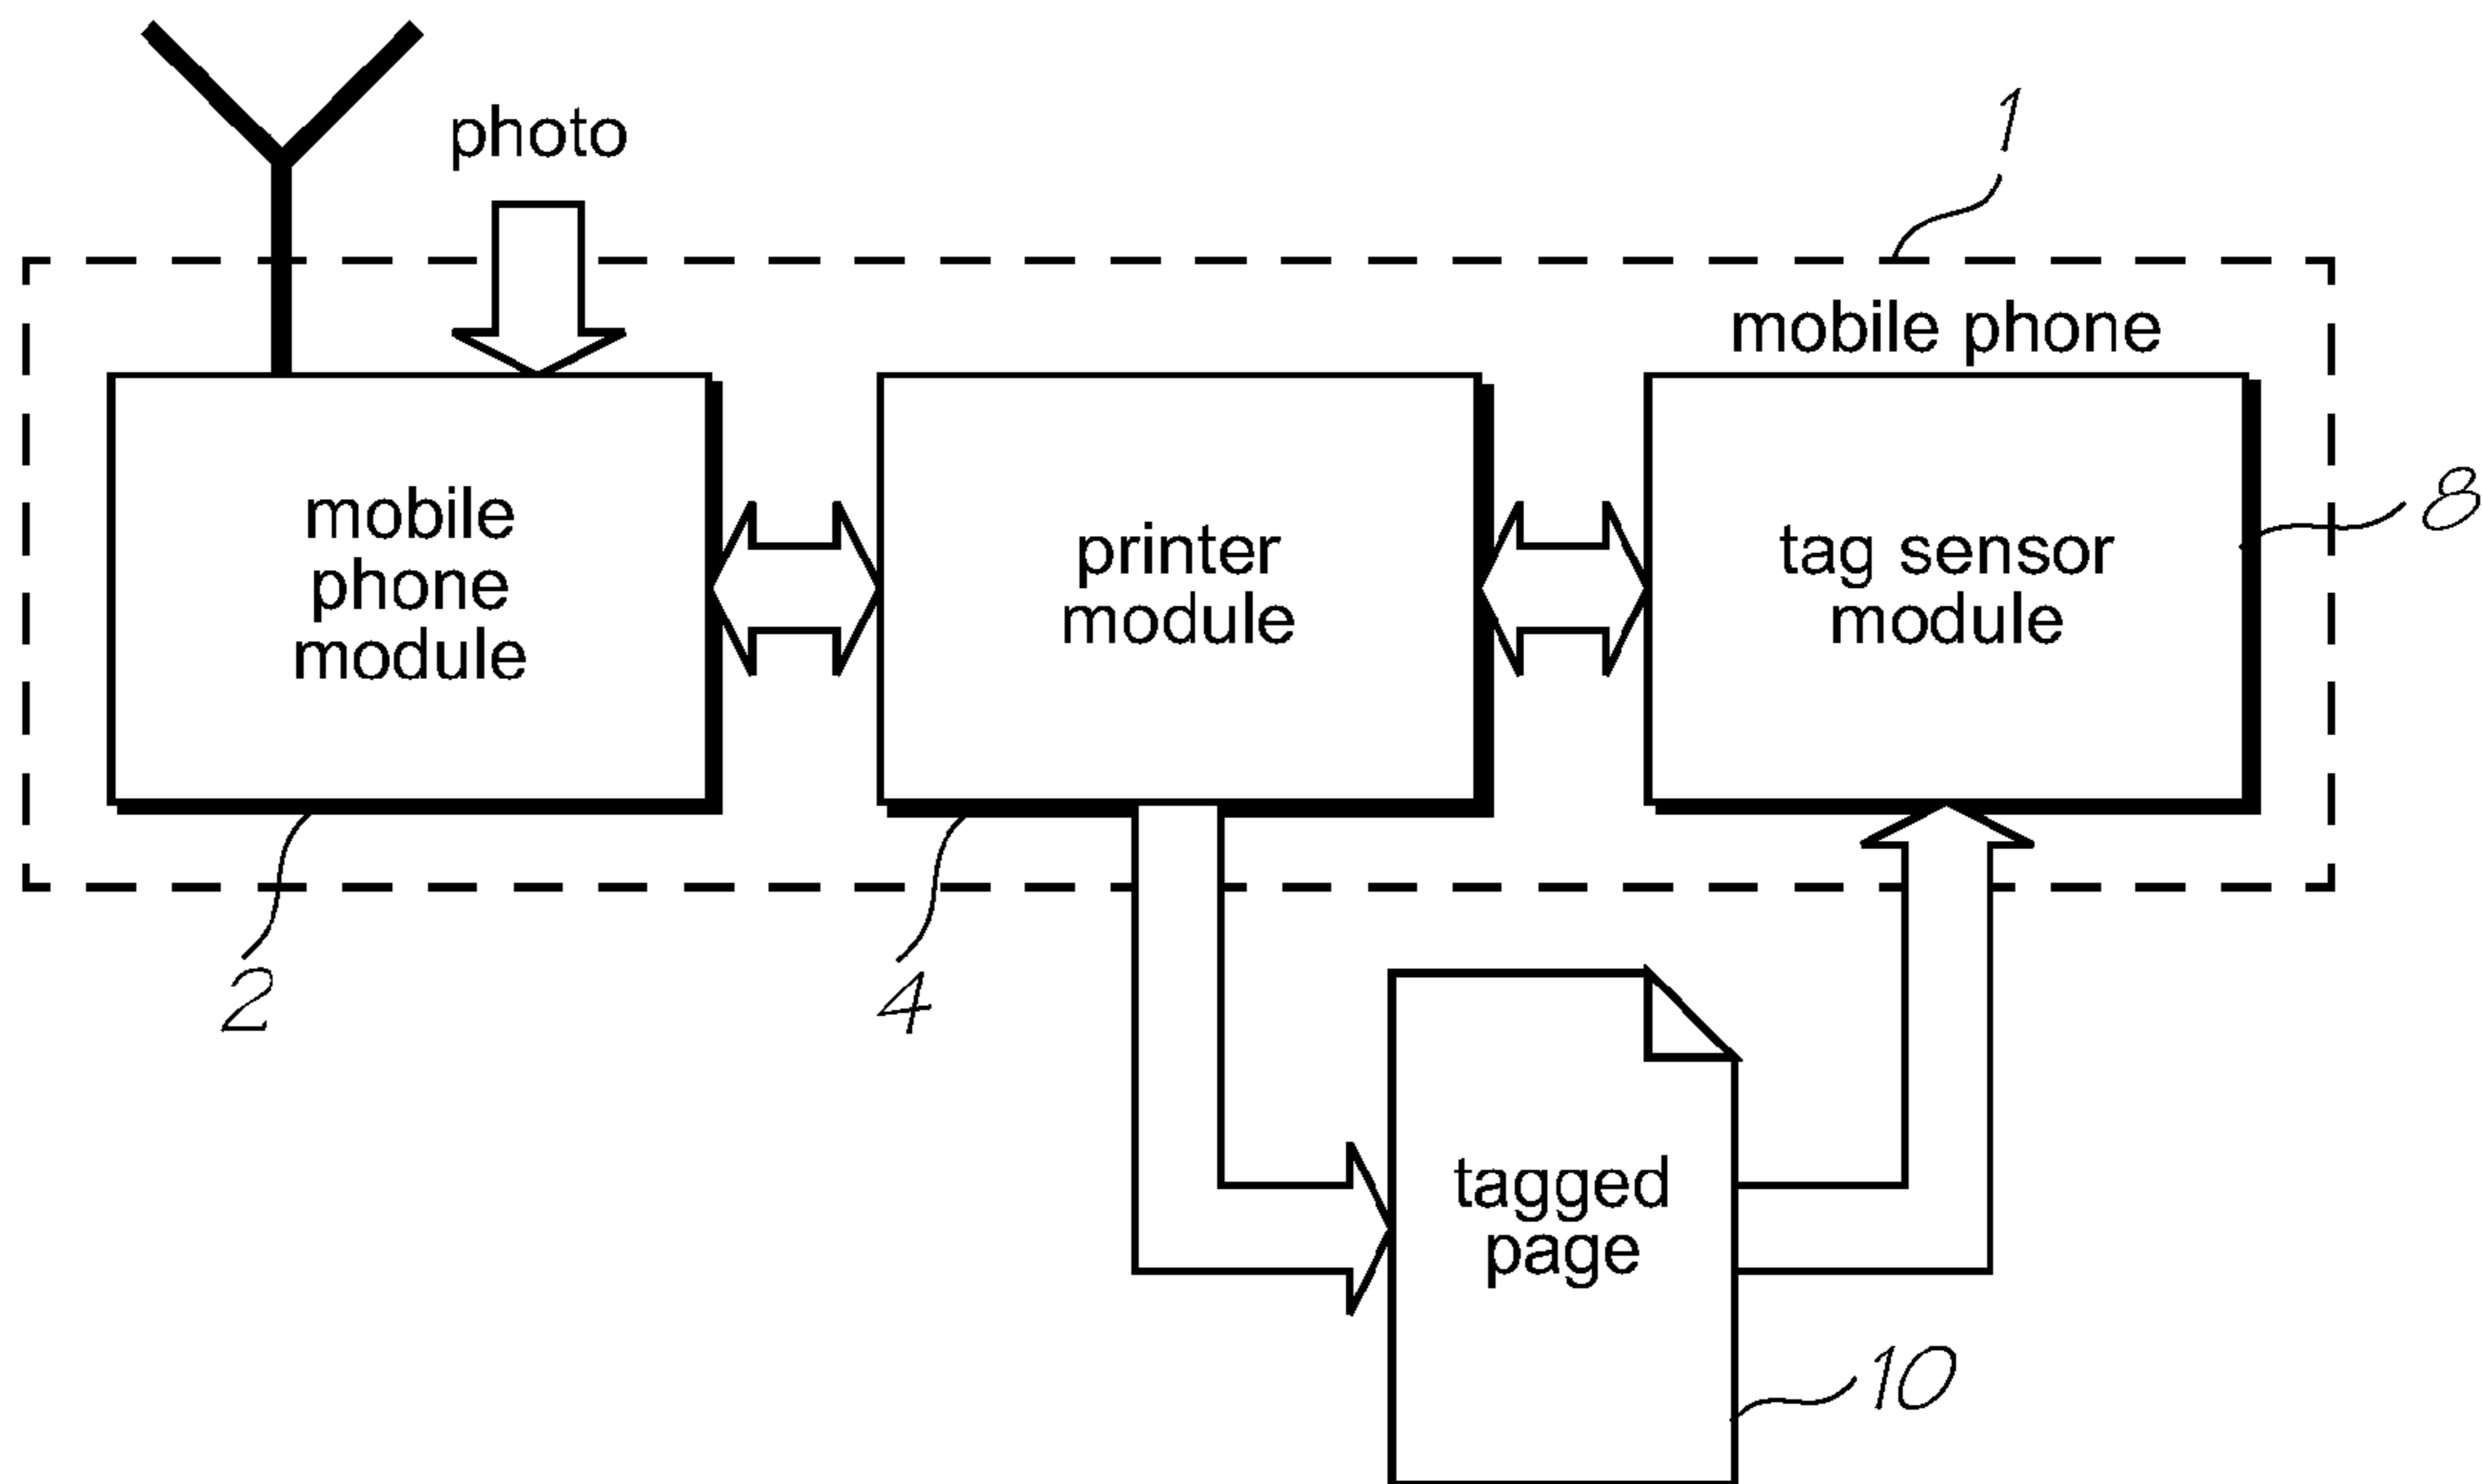 photo
1
mobile phone
mobile
phone
module
printer
module
tag sensor
module
8
2
4
tagged
page
10